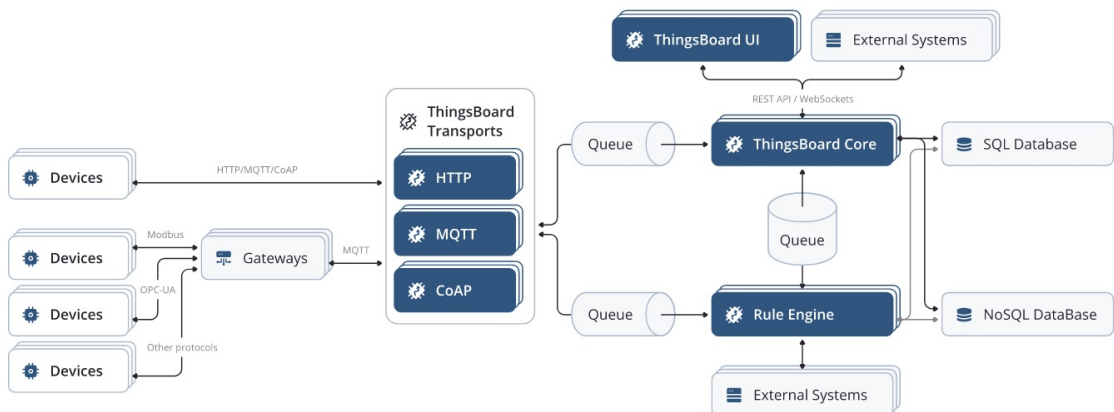 ThingsBoard UI
External Systems
REST API / WebSockets
ThingsBoard
Transports
Queue
ThingsBoard Core
SQL Database
Devices
HTTP/MQTT/CoAP
HTTP
Devices
Modbus
Gateways
MQTT
MQTT
Queue
OPC-UA
Devices
CoAP
Queue
Rule Engine
NoSQL DataBase
Other protocols
Devices
External Systems